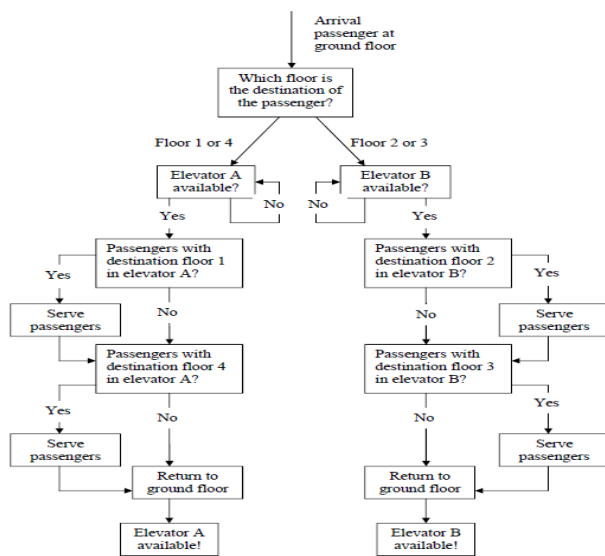 Arrival
passenger at
ground floor
Which floor is
the destination of
the passenger?
Floor 1 or 4
Floor 2 or 3
Elevator A
available?
Elevator B
available?
No
No
Yes
Yes
Passengers with
destination floor 1
in elevator A?
Passengers with
destination floor 2
in elevator B?
Yes
Yes
Serve
passengers
No
No
Serve
passengers
Passengers with
destination floor 4
in elevator A?
Passengers with
destination floor 3
in elevator B?
Yes
Yes
No
No
Serve
passengers
Serve
passengers
Return to
ground floor
Return to
ground floor
Elevator A
available!
Elevator B
available!